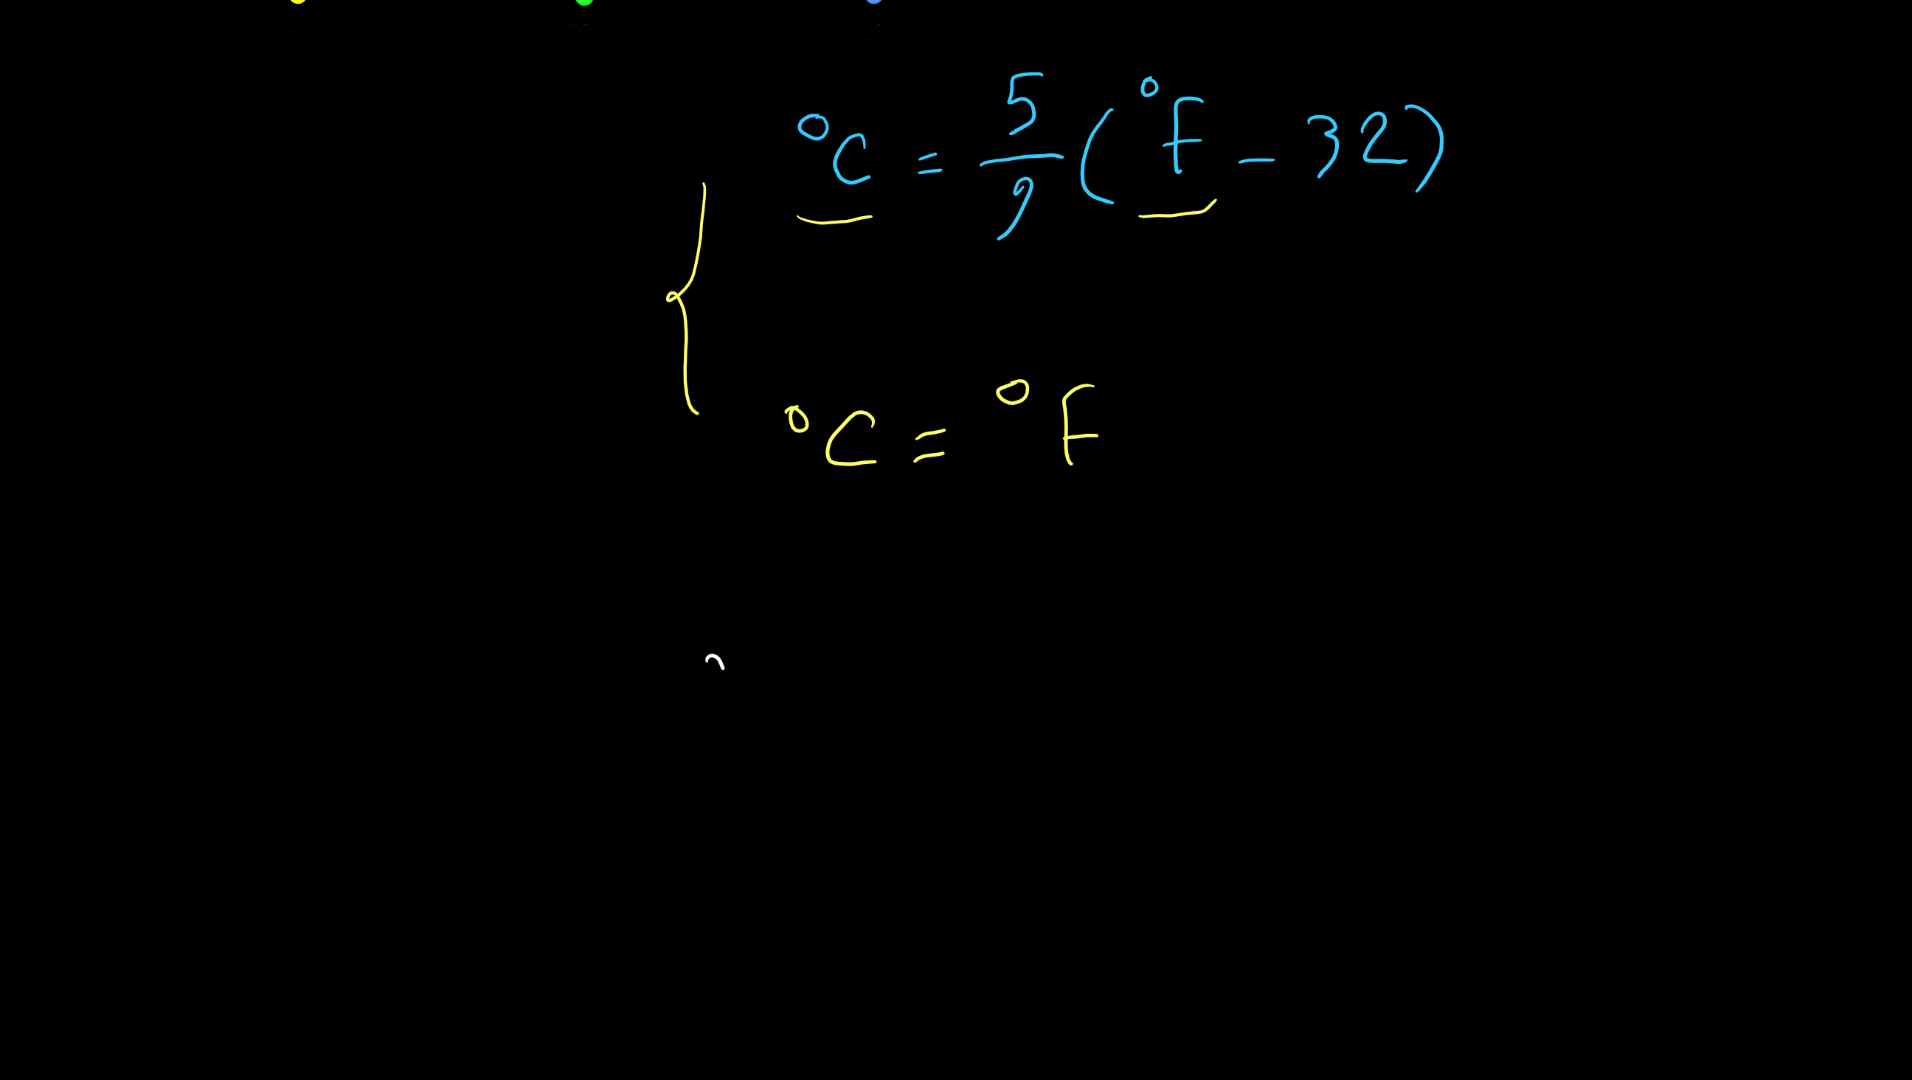 °C = 5/9 (°F - 32)
°C = °F